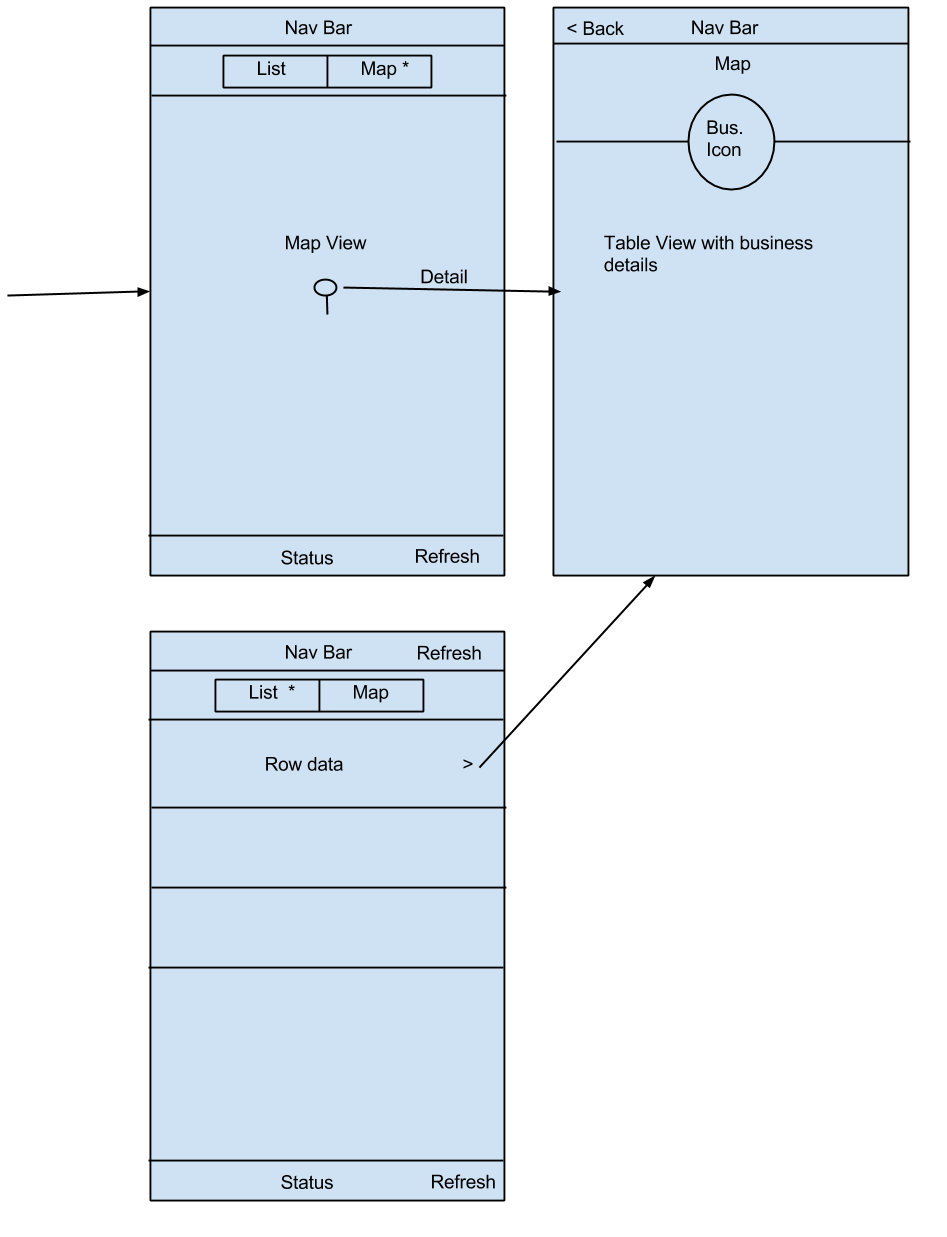 Nav Bar
List
Map *
Map View
Detail
Status
Refresh
< Back
Nav Bar
Map
Bus.
Icon
Table View with business
details
Nav Bar
Refresh
List *
Map
Row data
>
Status
Refresh